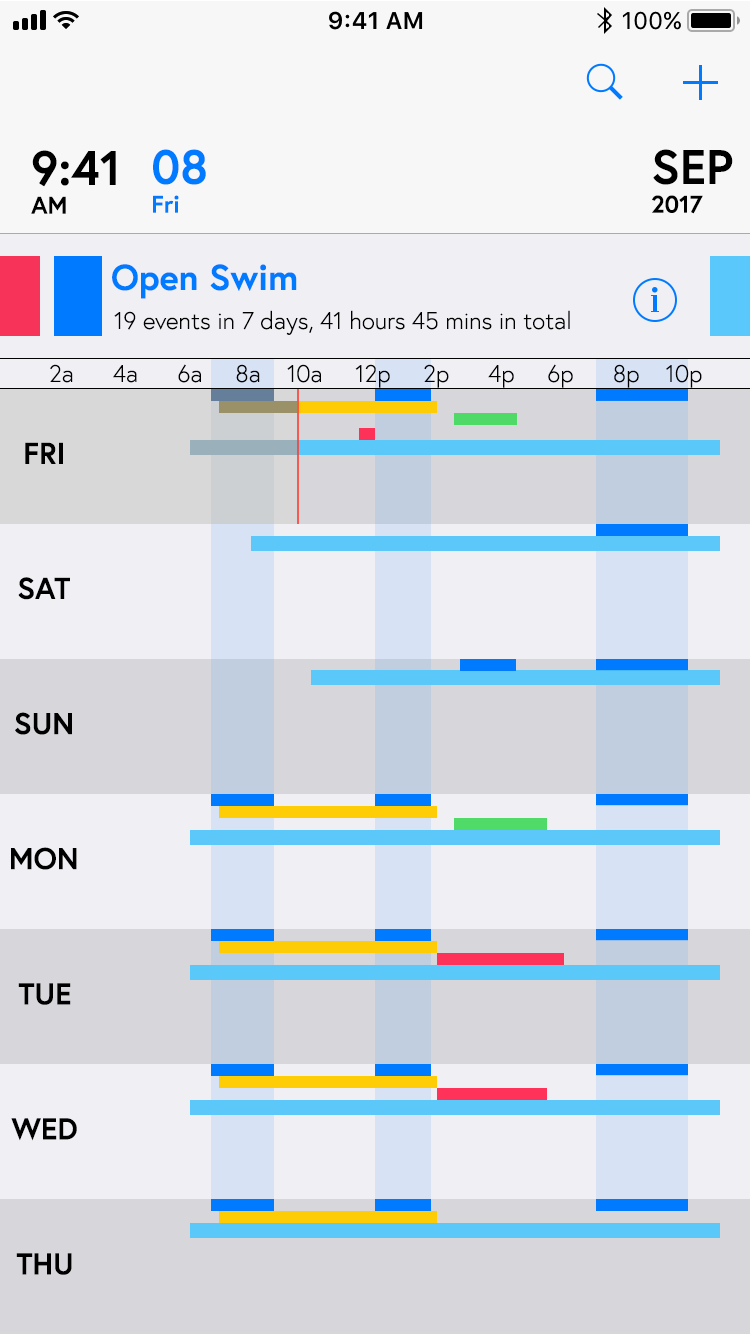 9:41 AM 100%
9:41 08 SEP
AM Fri 2017
Open Swim
19 events in 7 days, 41 hours 45 mins in total
i
2a 4a 6a 8a 10a 12p 2p 4p 6p 8p 10p
FRI
SAT
SUN
MON
TUE
WED
THU